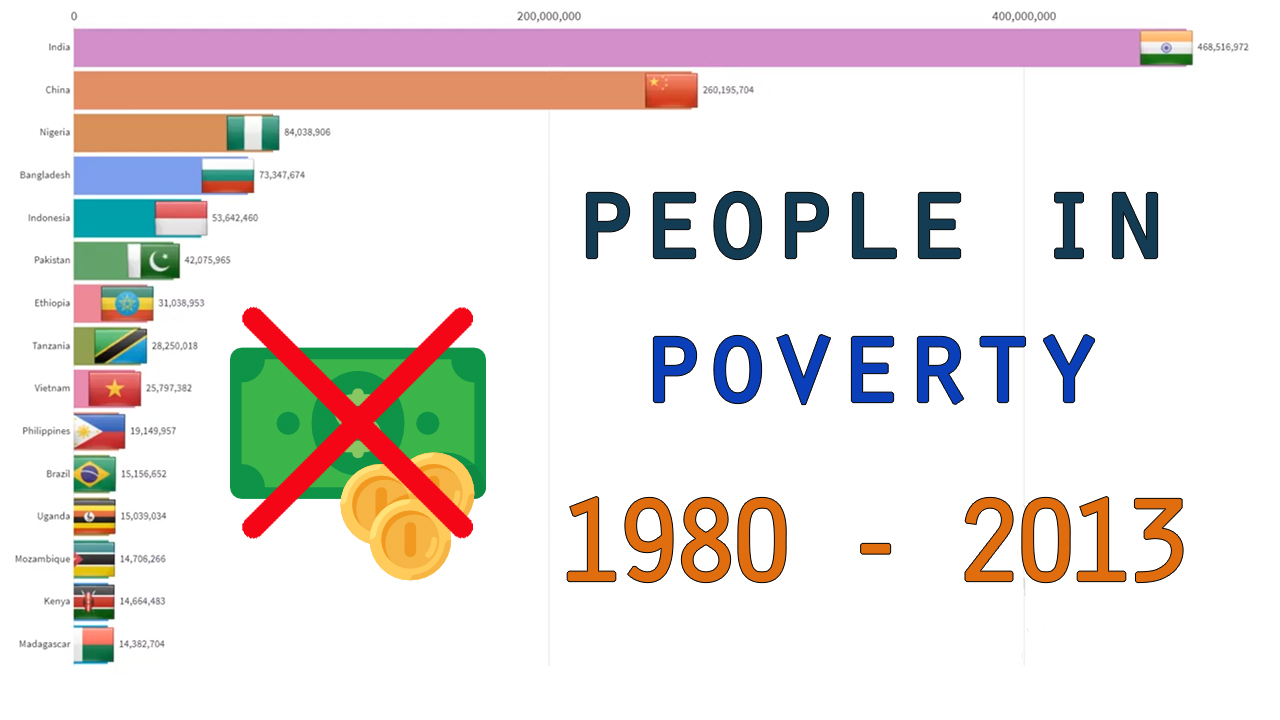 0 200,000,000 400,000,000
India 468,516,972
China 260,195,704
Nigeria 84,038,906
Bangladesh 73,347,674
Indonesia 53,642,460
Pakistan 42,075,965
Ethiopia 31,038,953
Tanzania 28,250,018
Vietnam 25,797,382
Philippines 19,149,957
Brazil 15,156,652
Uganda 15,039,034
Mozambique 14,706,266
Kenya 14,664,483
Madagascar 14,382,704
PEOPLE IN
POVERTY
1980 - 2013